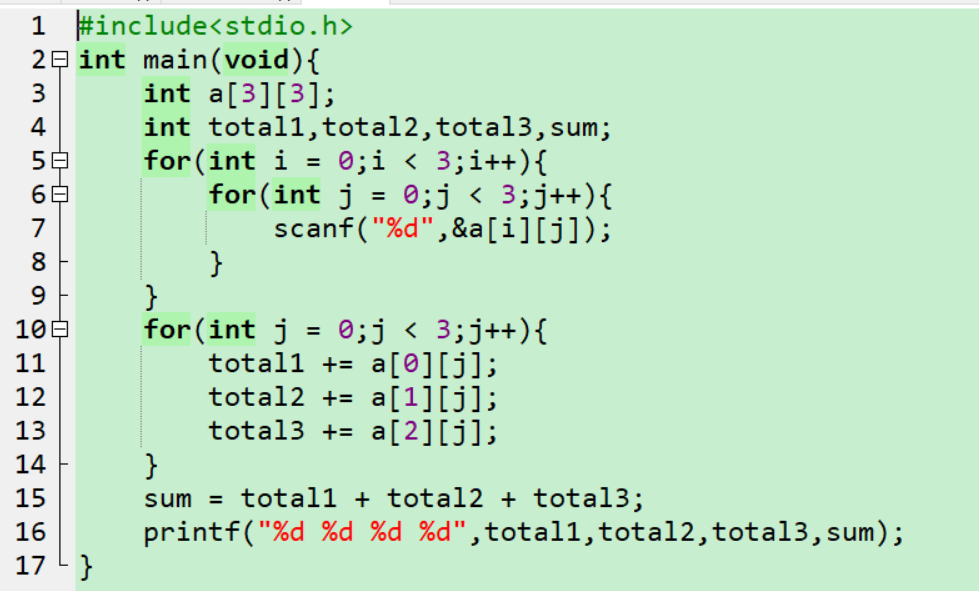 1 #include<stdio.h>
2 int main(void){
3 int a[3][3];
4 int total1,total2,total3,sum;
5 for(int i = 0;i < 3;i++){
6 for(int j = 0;j < 3;j++){
7 scanf("%d",&a[i][j]);
8 }
9 }
10 for(int j = 0;j < 3;j++){
11 total1 += a[0][j];
12 total2 += a[1][j];
13 total3 += a[2][j];
14 }
15 sum = total1 + total2 + total3;
16 printf("%d %d %d %d",total1,total2,total3,sum);
17 }